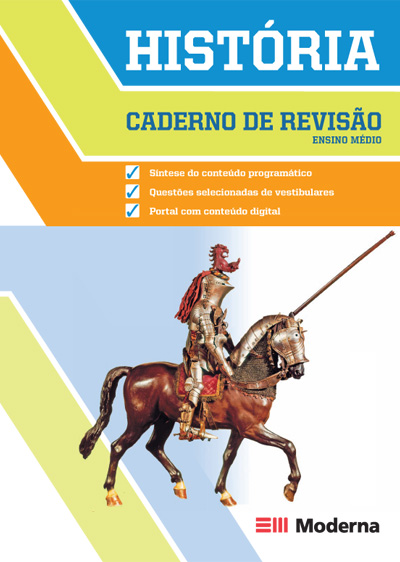 HISTÓRIA
CADERNO DE REVISÃO
ENSINO MÉDIO
Síntese do conteúdo programático
Questões selecionadas de vestibulares
Portal com conteúdo digital
Moderna